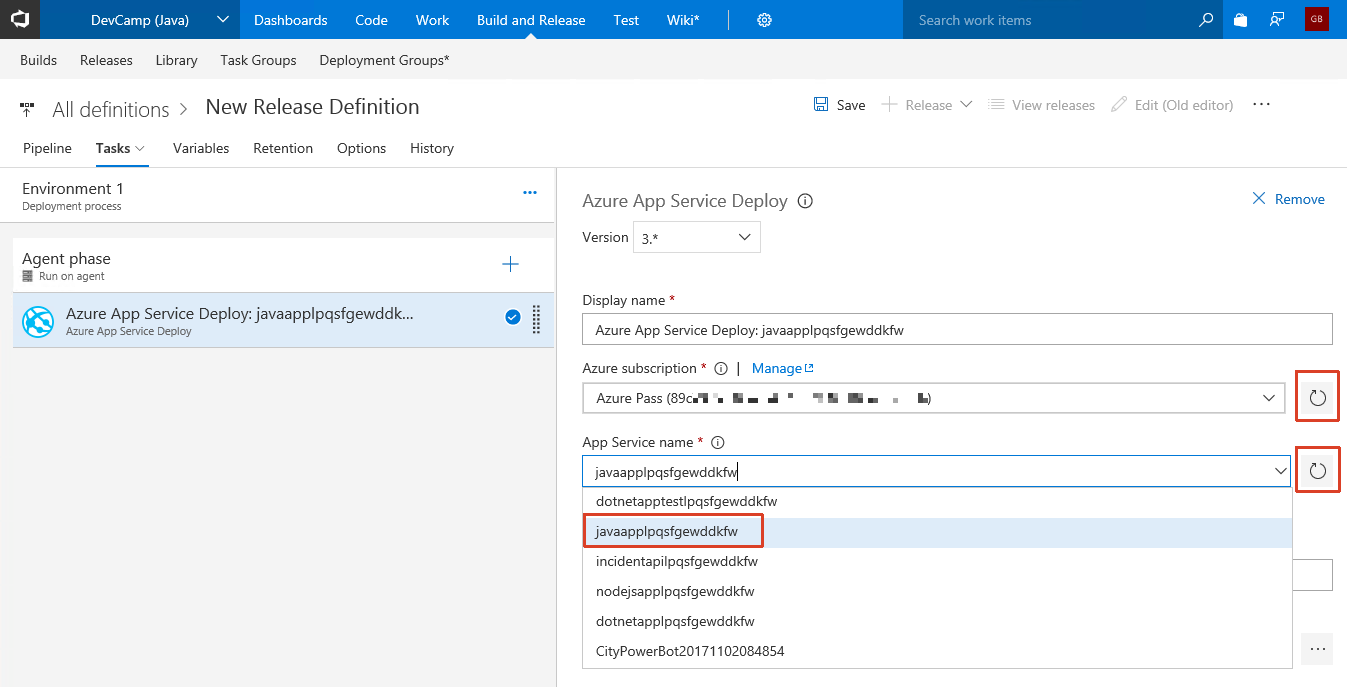 DevCamp (Java) Dashboards Code Work Build and Release Test Wiki* Search work items GB
Builds Releases Library Task Groups Deployment Groups*
All definitions > New Release Definition Save Release View releases Edit (Old editor) ...
Pipeline Tasks Variables Retention Options History
Environment 1
Deployment process
...
Agent phase
Run on agent
Azure App Service Deploy: javaapplpqsfgewddk...
Azure App Service Deploy
Azure App Service Deploy
Remove
Version 3.*
Display name *
Azure App Service Deploy: javaapplpqsfgewddkfw
Azure subscription * | Manage
Azure Pass (89c
App Service name *
javaapplpqsfgewddkfw
dotnetapptestlpqsfgewddkfw
javaapplpqsfgewddkfw
incidentapilpqsfgewddkfw
nodejsapplpqsfgewddkfw
dotnetapplpqsfgewddkfw
CityPowerBot20171102084854
...